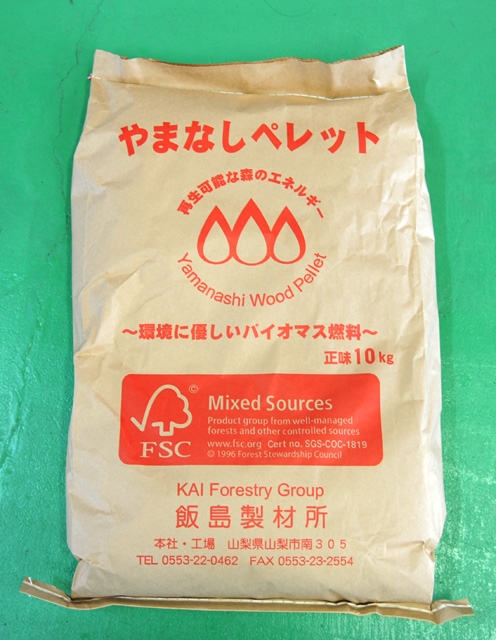 やまなしペレット
再生可能な森のエネルギー
Yamanashi Wood Pellet
～環境に優しいバイオマス燃料～
正味10kg
©
FSC
Mixed Sources
Product group from well-managed
forests and other controlled sources
www.fsc.org Cert no. SGS-COC-1819
© 1996 Forest Stewardship Council
KAI Forestry Group
飯島製材所
本社・工場 山梨県山梨市南305
TEL 0553-22-0462 FAX 0553-23-2554